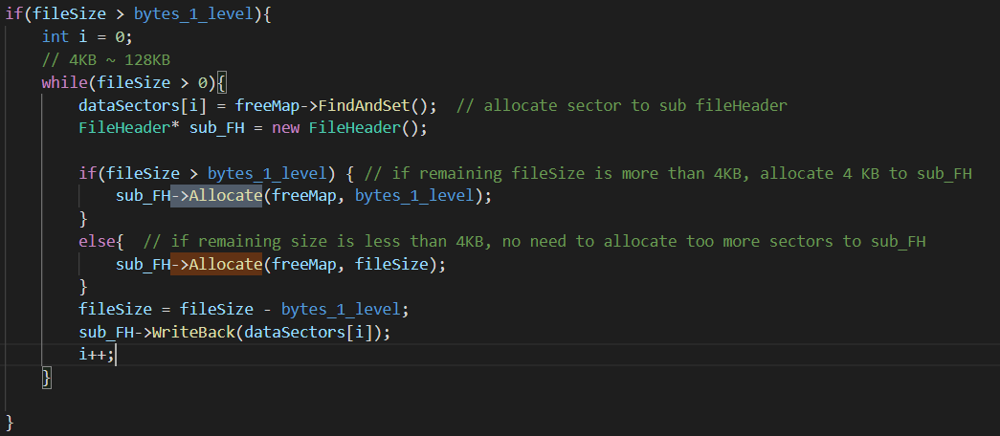 if(fileSize > bytes_1_level){
    int i = 0;
    // 4KB ~ 128KB
    while(fileSize > 0){
        dataSectors[i] = freeMap->FindAndSet();  // allocate sector to sub fileHeader
        FileHeader* sub_FH = new FileHeader();
        if(fileSize > bytes_1_level) { // if remaining fileSize is more than 4KB, allocate 4 KB to sub_FH
            sub_FH->Allocate(freeMap, bytes_1_level);
        }
        else{  // if remaining size is less than 4KB, no need to allocate too more sectors to sub_FH
            sub_FH->Allocate(freeMap, fileSize);
        }
        fileSize = fileSize - bytes_1_level;
        sub_FH->WriteBack(dataSectors[i]);
        i++;
    }
}